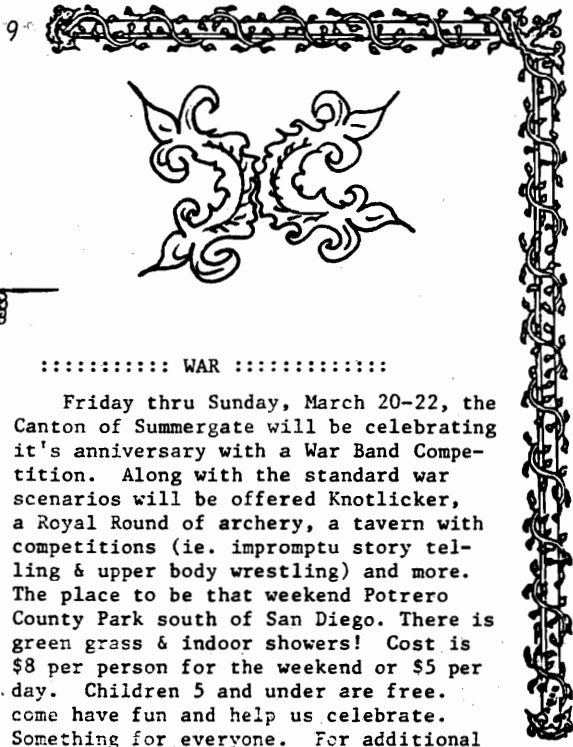 9
::::::::::: WAR :::::::::::::
Friday thru Sunday, March 20-22, the
Canton of Summergate will be celebrating
it's anniversary with a War Band Compe-
tition. Along with the standard war
scenarios will be offered Knotlicker,
a Royal Round of archery, a tavern with
competitions (ie. impromptu story tel-
ling & upper body wrestling) and more.
The place to be that weekend Potrero
County Park south of San Diego. There is
green grass & indoor showers! Cost is
$8 per person for the weekend or $5 per
day. Children 5 and under are free.
come have fun and help us celebrate.
Something for everyone. For additional